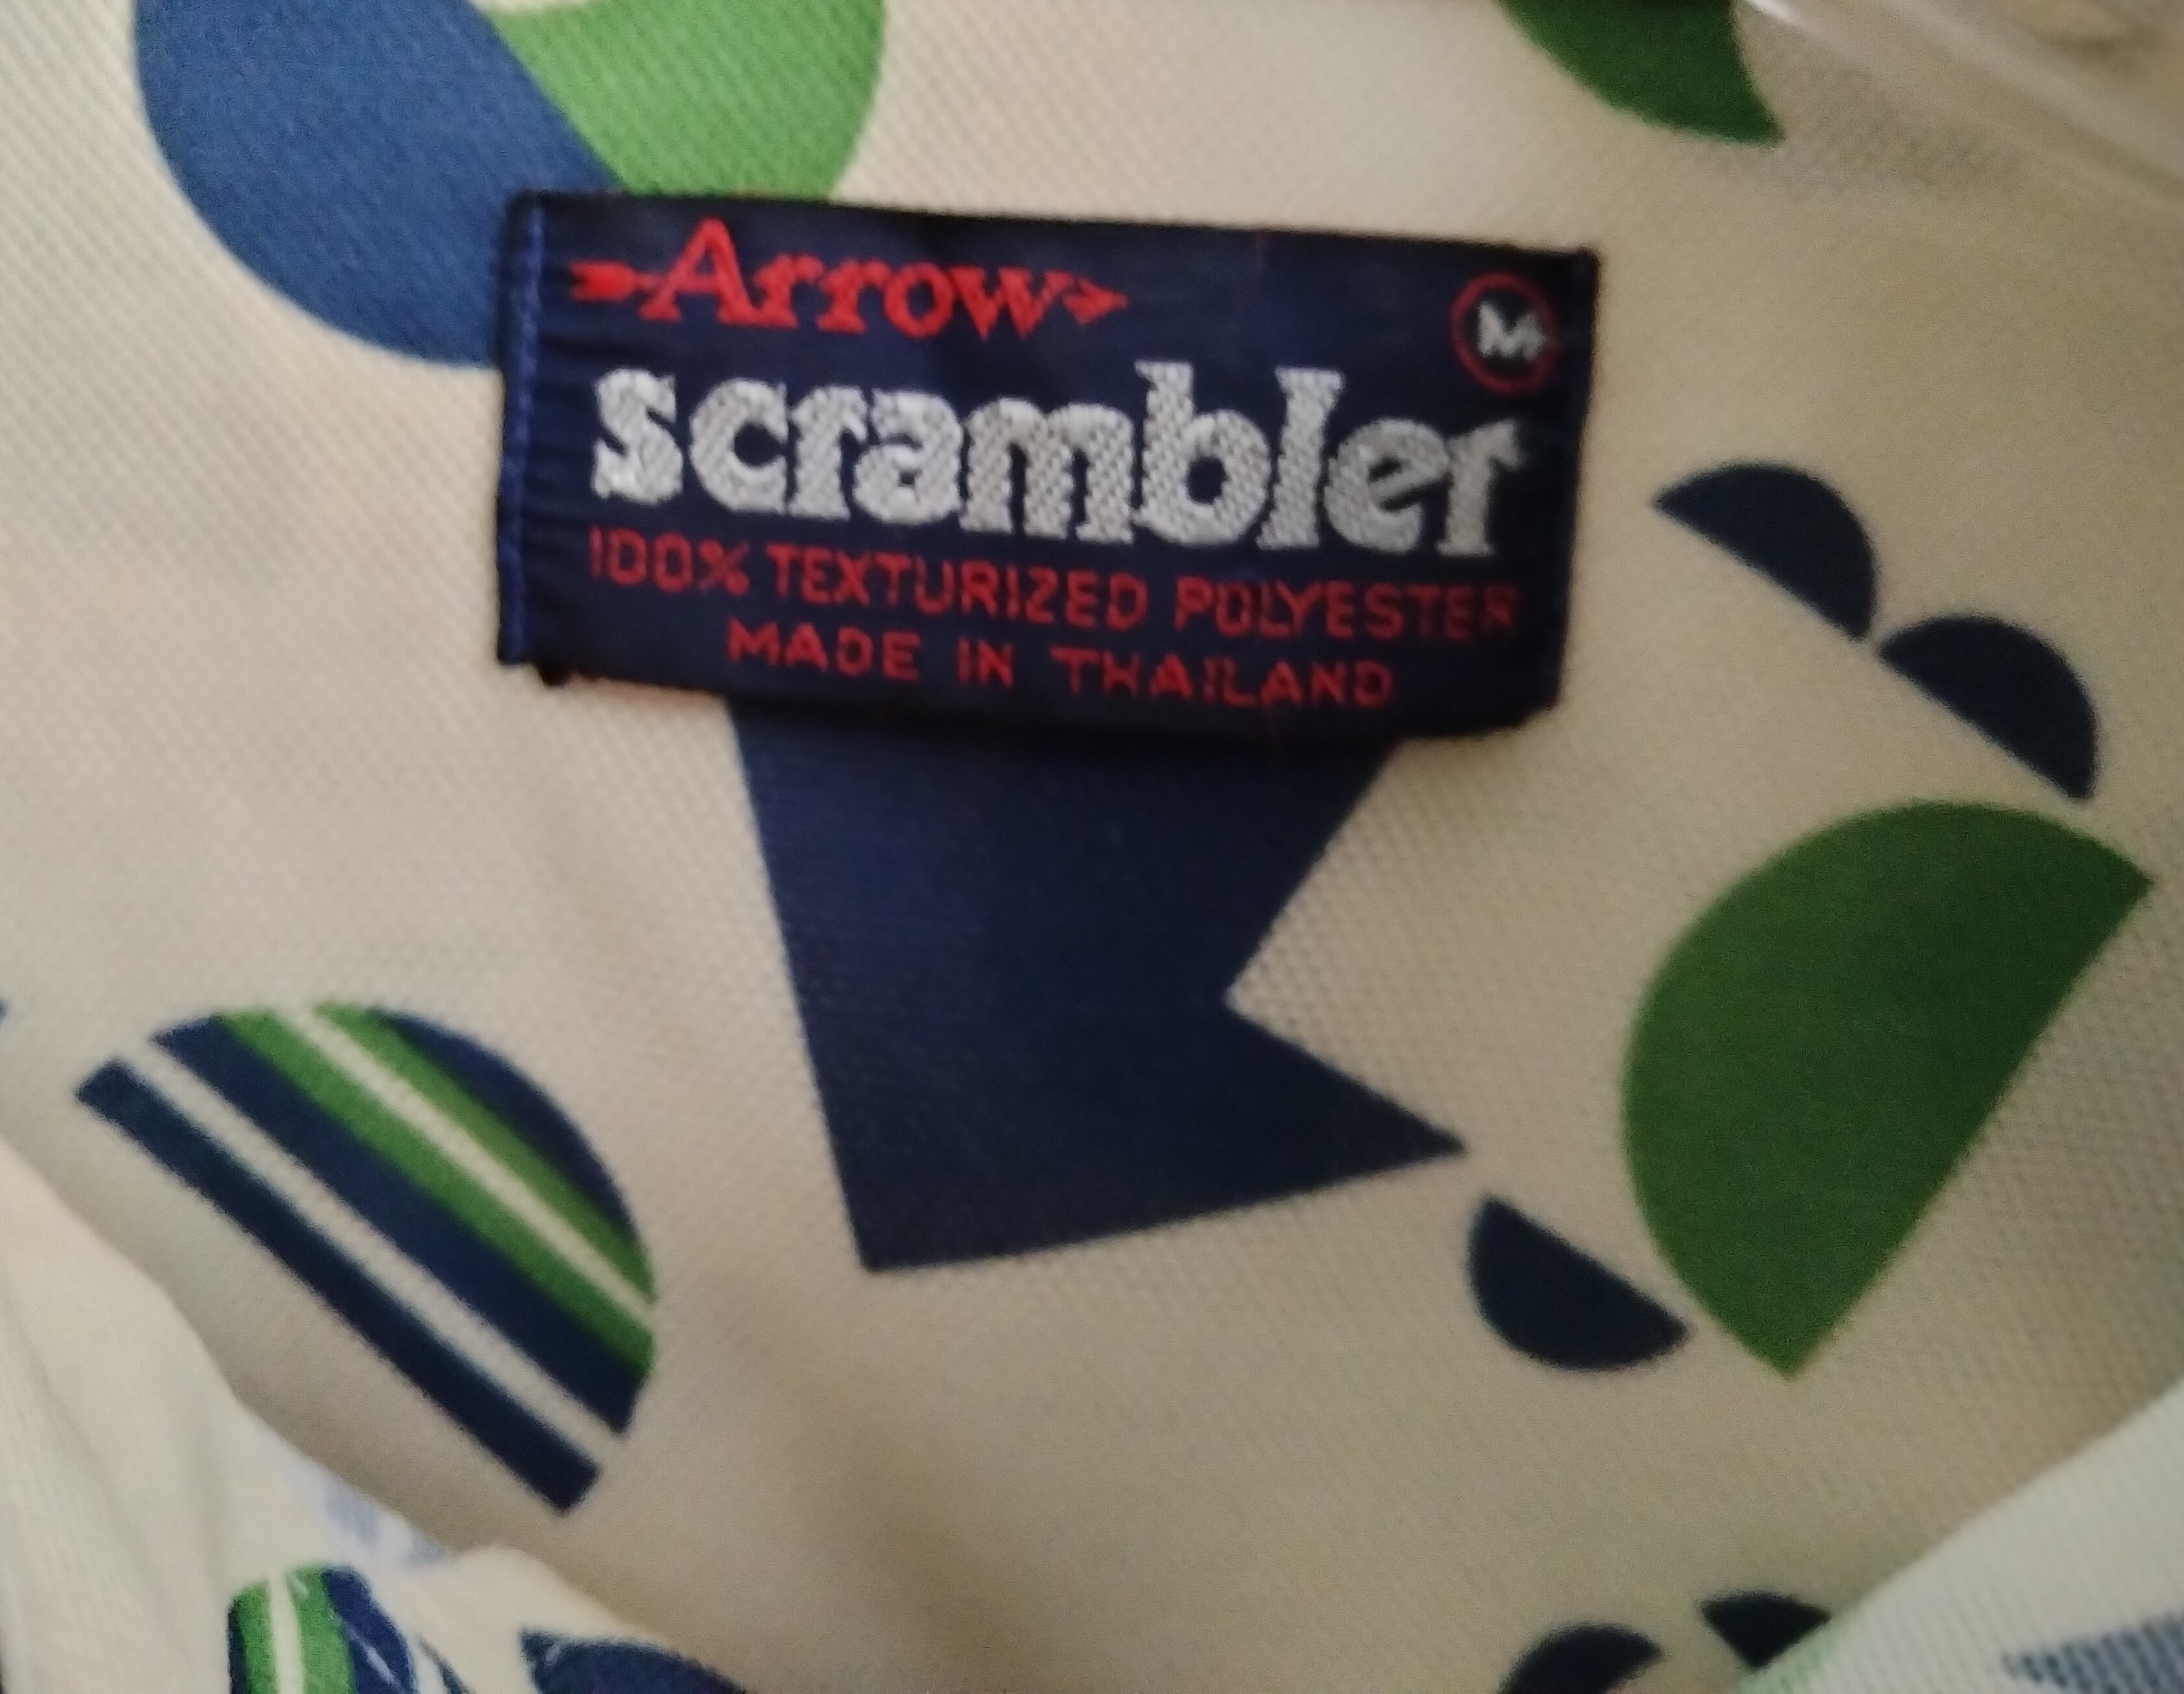 Arrow
M
scrambler
100% TEXTURIZED POLYESTER
MADE IN THAILAND